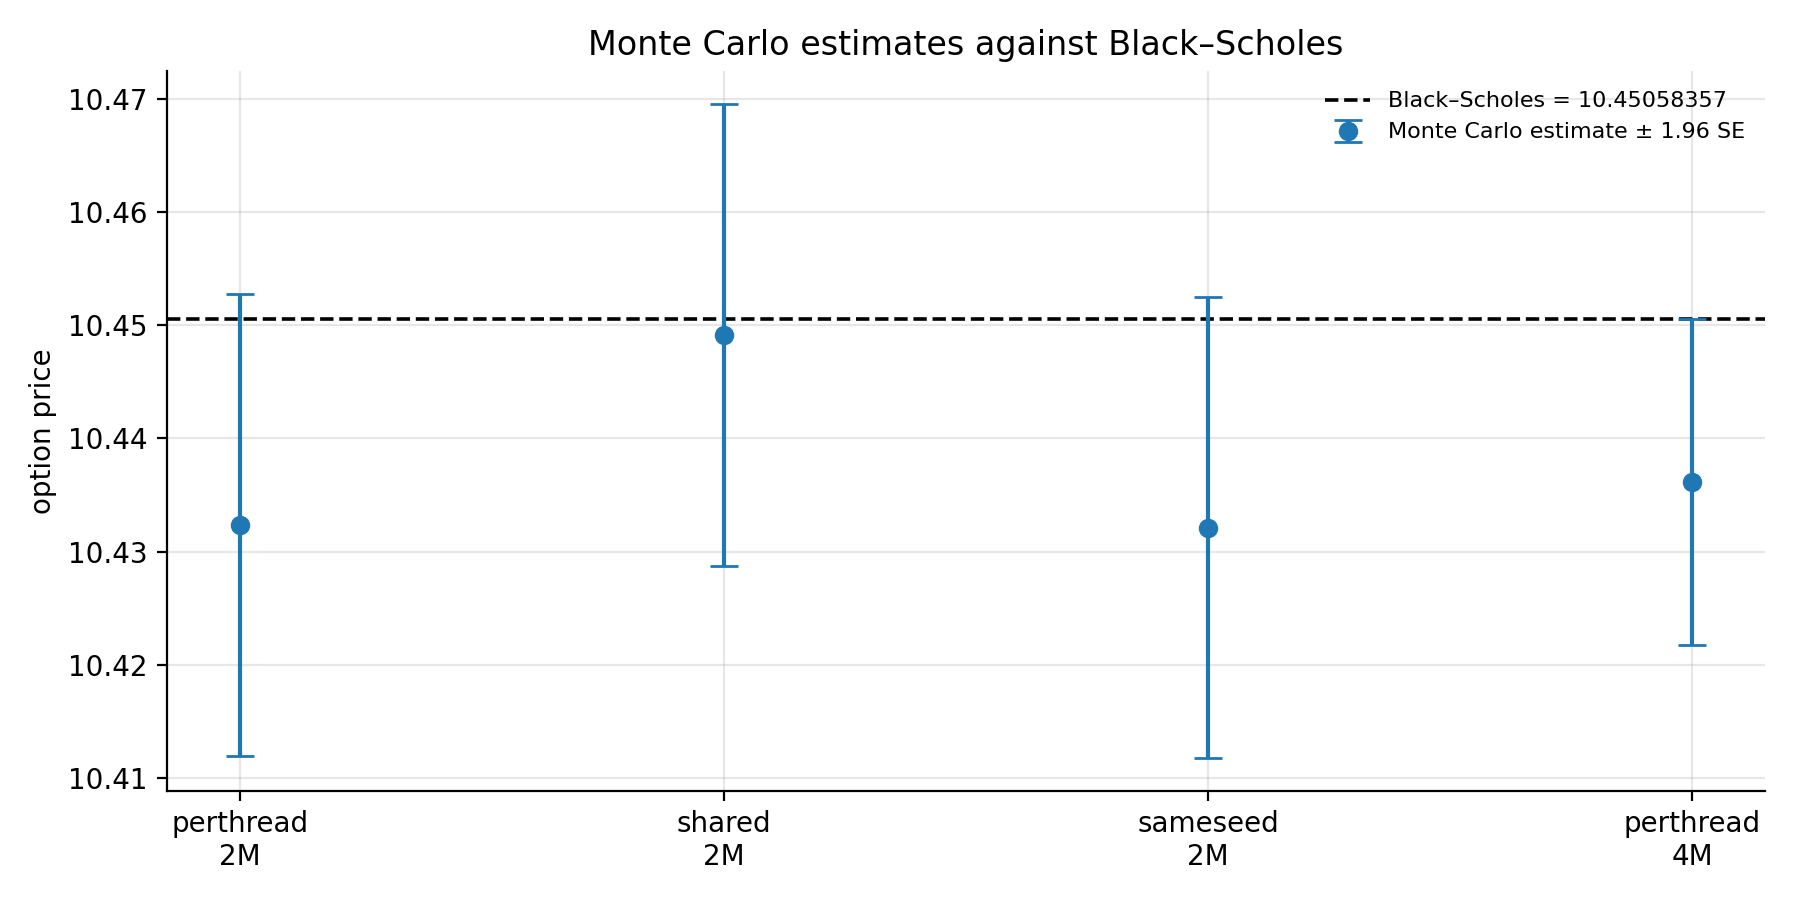 Monte Carlo estimates against Black–Scholes
Black–Scholes = 10.45058357
Monte Carlo estimate ± 1.96 SE
option price
10.47
10.46
10.45
10.44
10.43
10.42
10.41
perthread
2M
shared
2M
sameseed
2M
perthread
4M